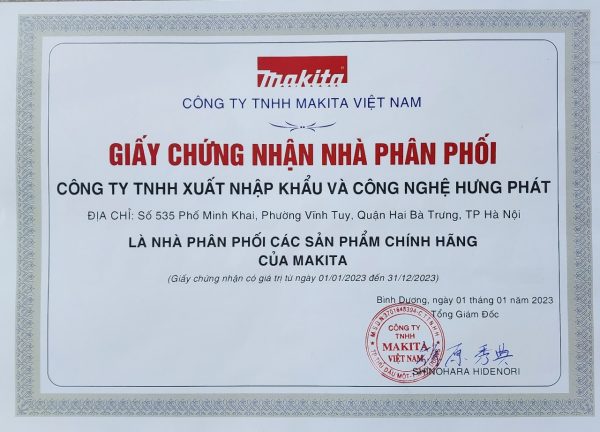 makita
CÔNG TY TNHH MAKITA VIỆT NAM
GIẤY CHỨNG NHẬN NHÀ PHÂN PHỐI
CÔNG TY TNHH XUẤT NHẬP KHẨU VÀ CÔNG NGHỆ HƯNG PHÁT
ĐỊA CHỈ: Số 535 Phố Minh Khai, Phường Vĩnh Tuy, Quận Hai Bà Trưng, TP Hà Nội
LÀ NHÀ PHÂN PHỐI CÁC SẢN PHẨM CHÍNH HÃNG
CỦA MAKITA
(Giấy chứng nhận có giá trị từ ngày 01/01/2023 đến 31/12/2023)
Bình Dương, ngày 01 tháng 01 năm 2023
Tổng Giám Đốc
CÔNG TY
TNHH
MAKITA
VIỆT NAM
原秀典
SHINOHARA HIDENORI